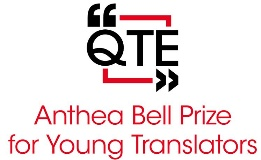 “ QTE ”
Anthea Bell Prize
for Young Translators